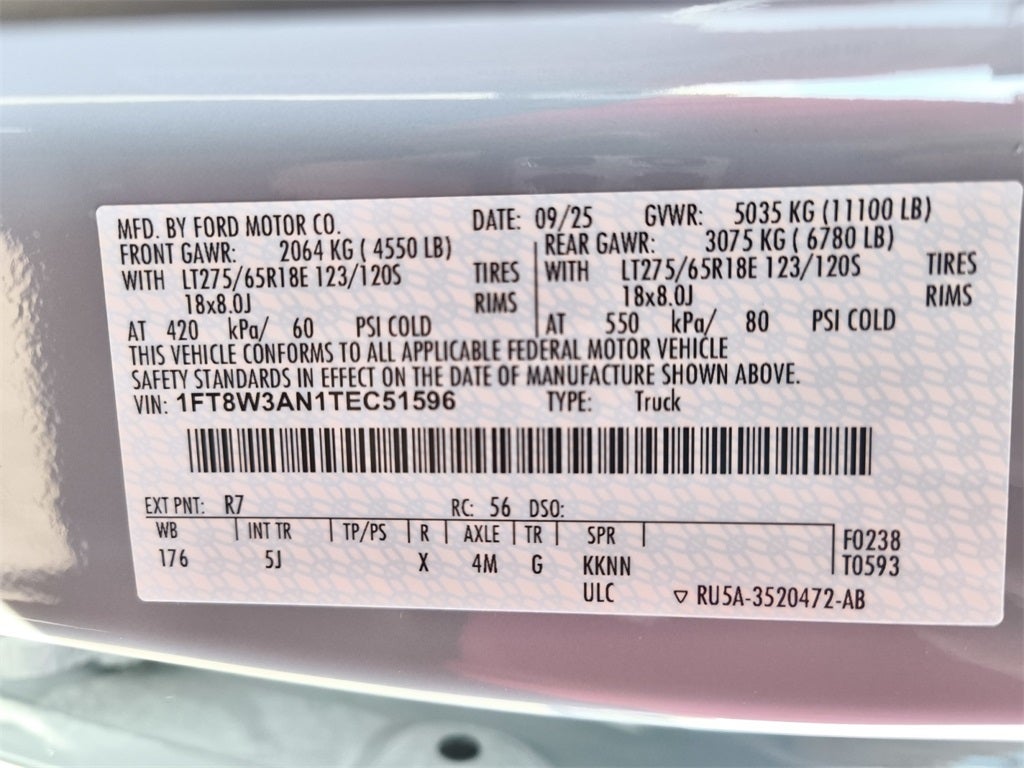 MFD. BY FORD MOTOR CO. DATE: 09/25 GVWR: 5035 KG (11100 LB)
FRONT GAWR: 2064 KG ( 4550 LB) REAR GAWR: 3075 KG ( 6780 LB)
WITH LT275/65R18E 123/120S TIRES WITH LT275/65R18E 123/120S TIRES
18x8.0J RIMS 18x8.0J RIMS
AT 420 kPa/ 60 PSI COLD AT 550 kPa/ 80 PSI COLD
THIS VEHICLE CONFORMS TO ALL APPLICABLE FEDERAL MOTOR VEHICLE
SAFETY STANDARDS IN EFFECT ON THE DATE OF MANUFACTURE SHOWN ABOVE.
VIN: 1FT8W3AN1TEC51596 TYPE: Truck
EXT PNT: R7 RC: 56 DSO:
WB INT TR TP/PS R AXLE TR SPR F0238
176 5J X 4M G KKNN T0593
ULC ▽ RU5A-3520472-AB